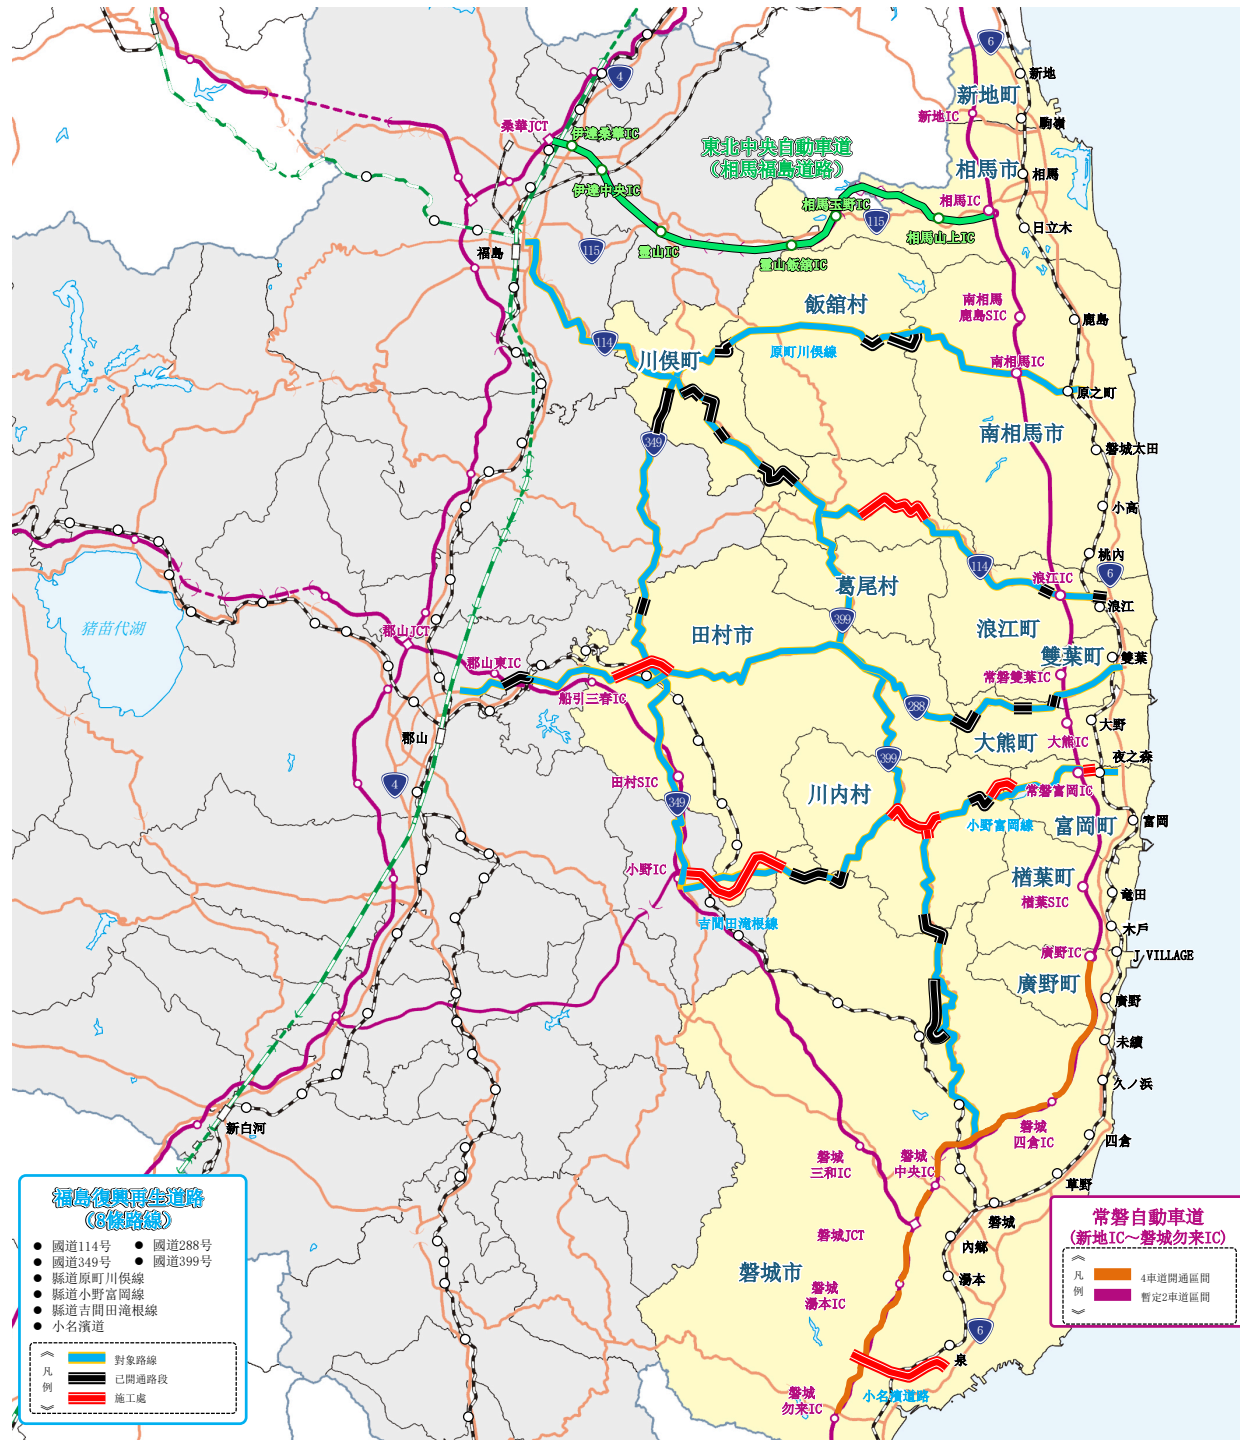 6
新地
4
新地町
新地IC
駒嶺
桑華JCT
伊達桑華IC
東北中央自動車道
(相馬福島道路)
相馬市
相馬
伊達中央IC
相馬玉野IC
相馬IC
115
日立木
相馬山上IC
福島
115
霊山IC
霊山飯舘IC
飯舘村
南相馬
鹿島SIC
鹿島
114
川俣町
原町川俣線
南相馬IC
原之町
349
南相馬市
磐城太田
小高
桃內
114
6
浪江IC
葛尾村
浪江
猪苗代湖
399
田村市
浪江町
郡山JCT
雙葉町
雙葉
郡山東IC
常磐雙葉IC
船引三春IC
288
大野
郡山
大熊町
大熊IC
399
夜之森
田村SIC
4
常磐富岡IC
川内村
349
小野富岡線
富岡町
富岡
小野IC
楢葉町
竜田
楢葉SIC
吉間田滝根線
木戶
廣野IC
J VILLAGE
廣野町
廣野
末續
久ノ浜
新白河
磐城
四倉IC
四倉
磐城
三和IC
磐城
中央IC
草野
福島復興再生道路
(8條路線)
● 國道114号 ● 國道288号
● 國道349号 ● 國道399号
● 縣道原町川俣線
● 縣道小野富岡線
● 縣道吉間田滝根線
● 小名濱道
《凡例》
對象路線
已開通路段
施工處
磐城
磐城JCT
內鄉
常磐自動車道
(新地IC～磐城勿来IC)
《凡例》
4車道開通區間
暫定2車道區間
磐城市
湯本
磐城
湯本IC
6
泉
磐城
勿来IC
小名濱道路